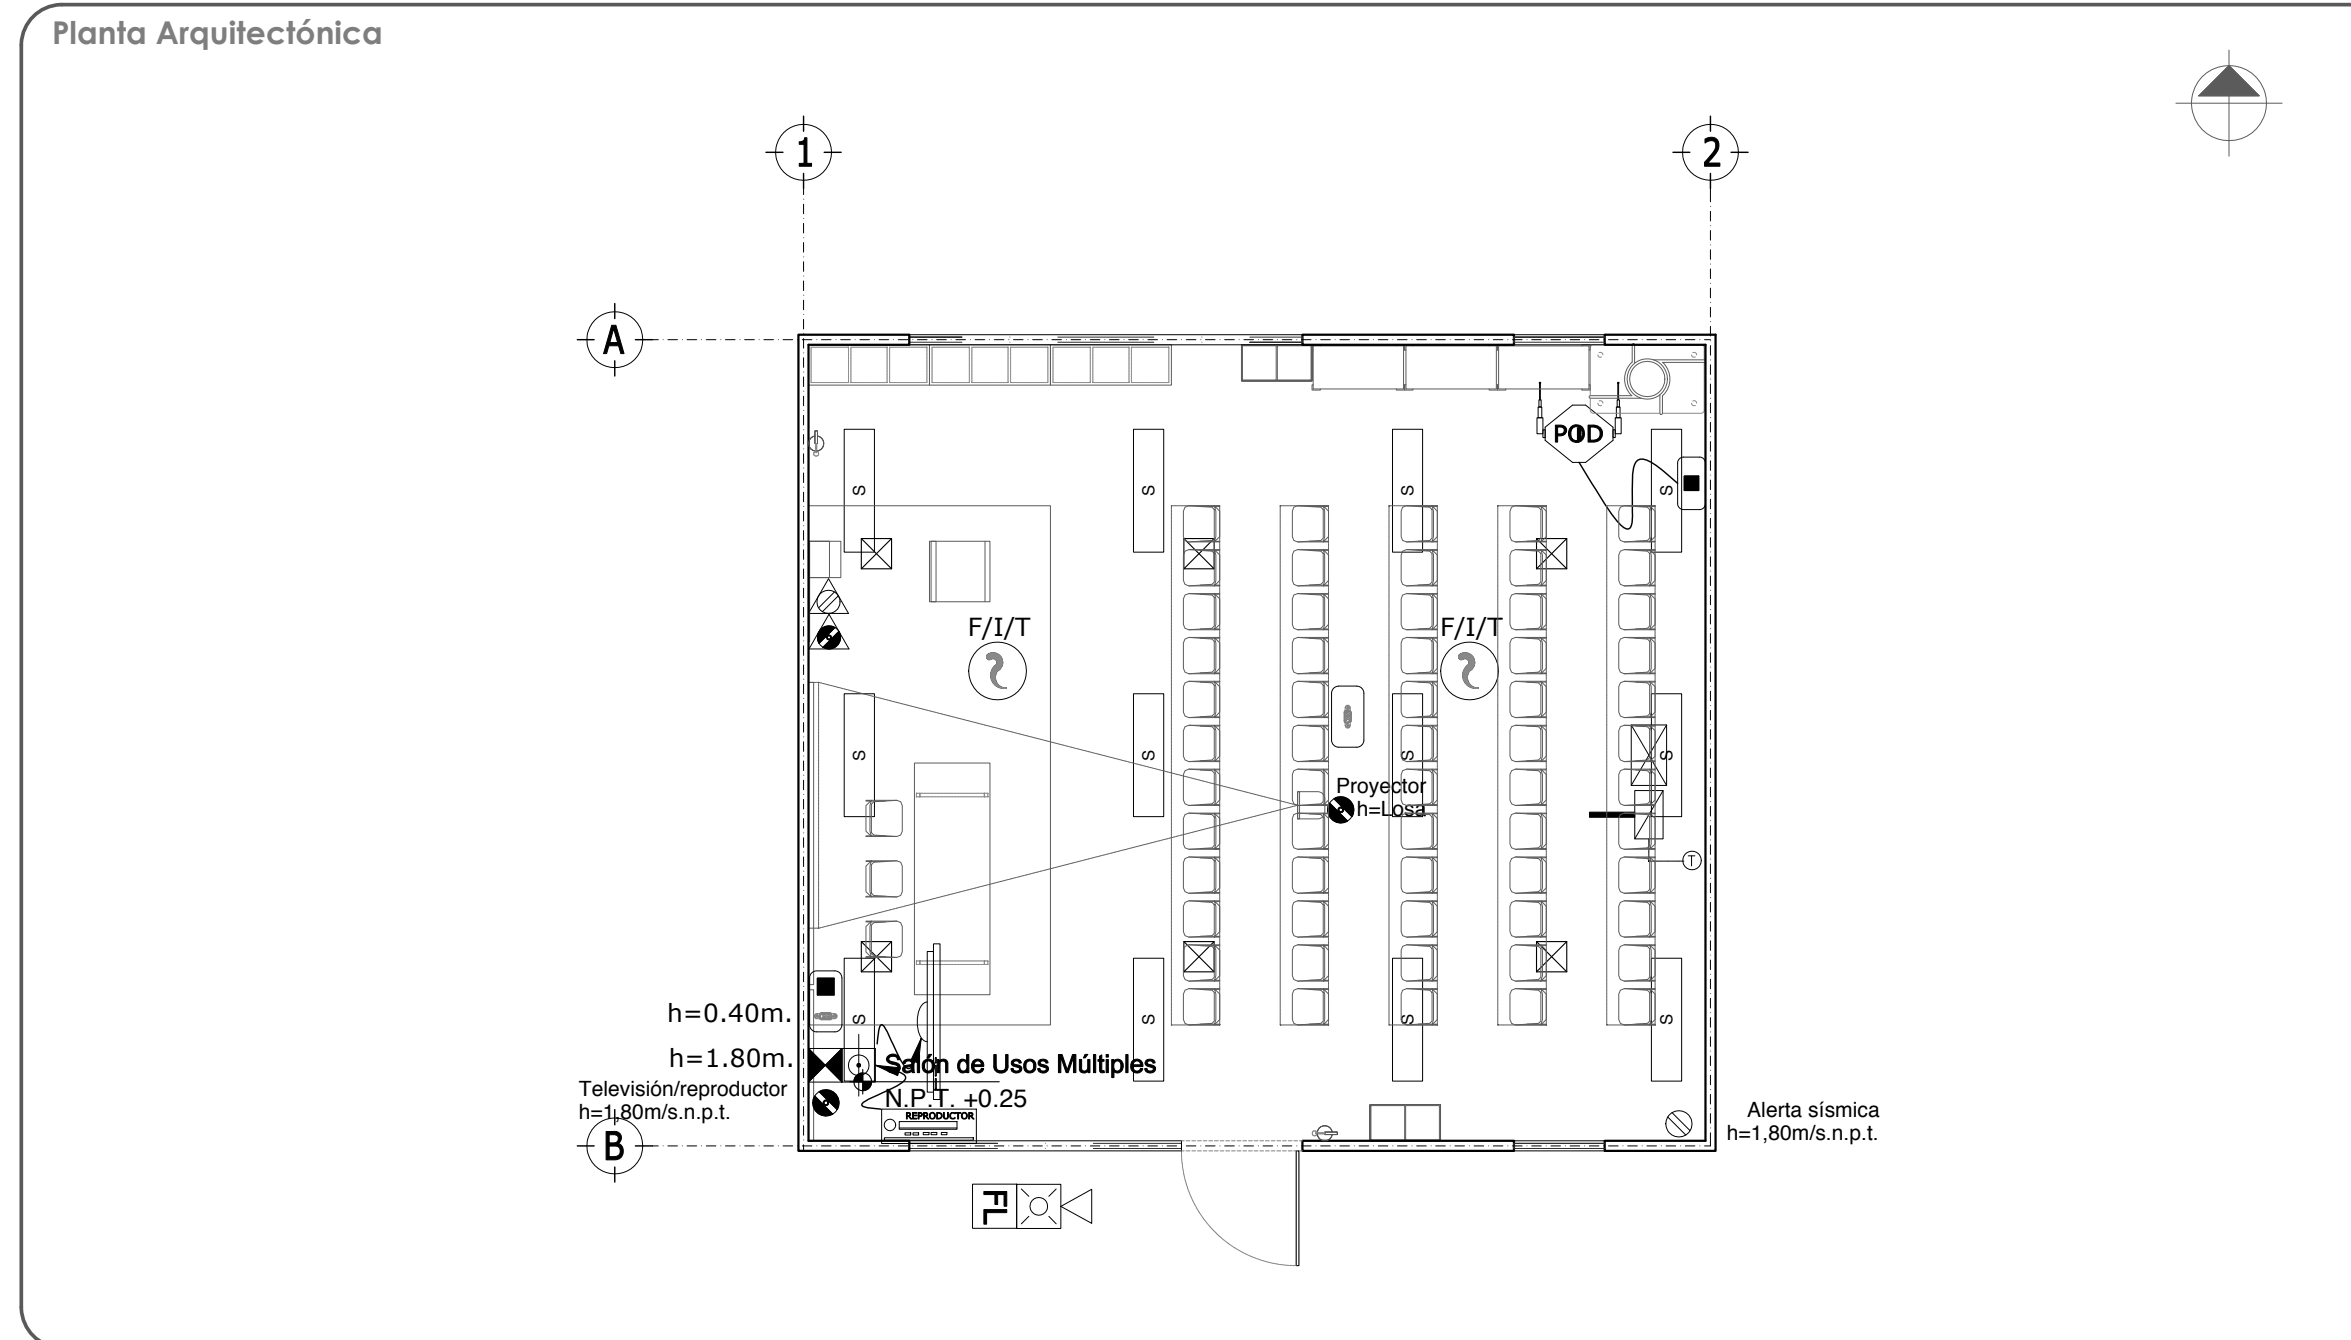 Planta Arquitectónica
1
2
A
POD
S
S
S
S
F/I/T
F/I/T
S
S
S
S
Proyector
h=Losa
T
h=0.40m.
S
S
S
S
h=1.80m.
Salón de Usos Múltiples
Televisión/reproductor
h=1,80m/s.n.p.t.
N.P.T. +0.25
REPRODUCTOR
Alerta sísmica
h=1,80m/s.n.p.t.
B
FL